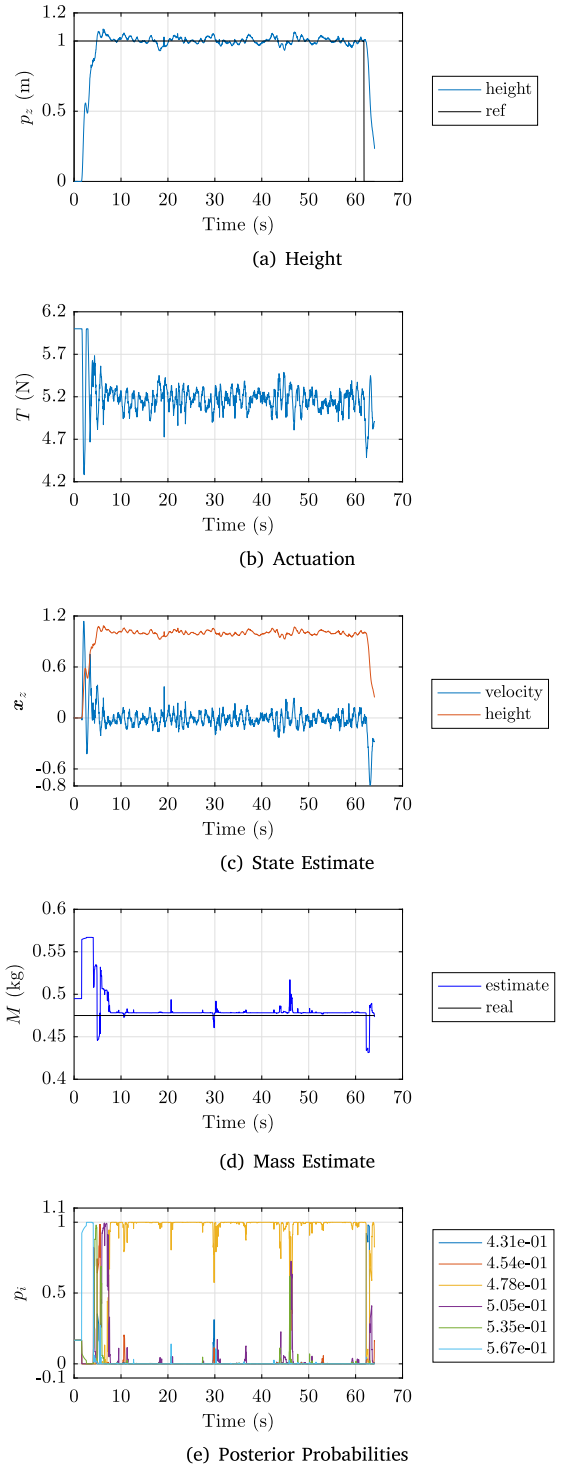 1.2
1
0.5
0
p_z (m)
0 10 20 30 40 50 60 70
Time (s)
height
ref
(a) Height
6.2
5.7
5.2
4.7
4.2
T (N)
0 10 20 30 40 50 60 70
Time (s)
(b) Actuation
1.2
0.6
0
-0.6
-0.8
x_z
0 10 20 30 40 50 60 70
Time (s)
velocity
height
(c) State Estimate
0.6
0.55
0.5
0.45
0.4
M (kg)
0 10 20 30 40 50 60 70
Time (s)
estimate
real
(d) Mass Estimate
1.1
1
0.5
0
-0.1
p_i
0 10 20 30 40 50 60 70
Time (s)
4.31e-01
4.54e-01
4.78e-01
5.05e-01
5.35e-01
5.67e-01
(e) Posterior Probabilities